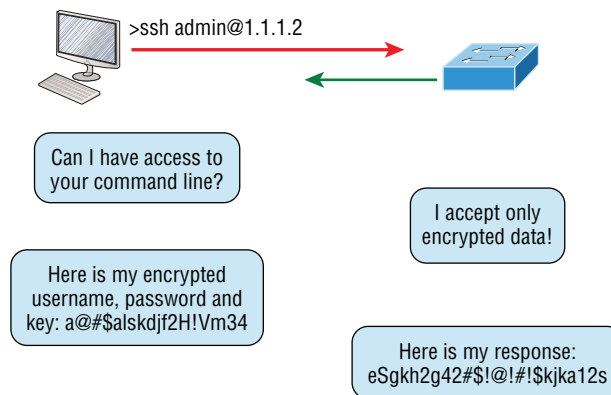 >ssh admin@1.1.1.2
Can I have access to
your command line?
I accept only
encrypted data!
Here is my encrypted
username, password and
key: a@#$alskdjf2H!Vm34
Here is my response:
eSgkh2g42#$!@!#!$kjka12s